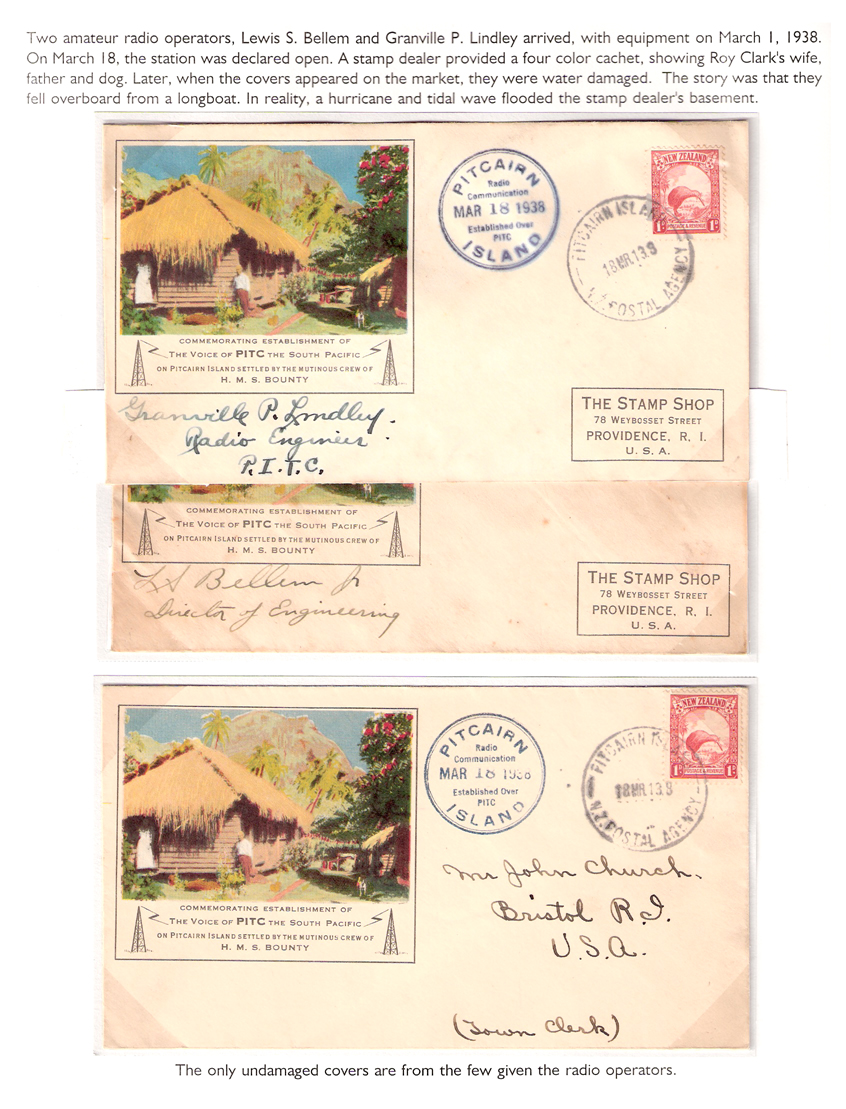 Two amateur radio operators, Lewis S. Bellem and Granville P. Lindley arrived, with equipment on March 1, 1938.
On March 18, the station was declared open. A stamp dealer provided a four color cachet, showing Roy Clark's wife,
father and dog. Later, when the covers appeared on the market, they were water damaged. The story was that they
fell overboard from a longboat. In reality, a hurricane and tidal wave flooded the stamp dealer's basement.
PITCAIRN
Radio
Communication
MAR 18 1938
Established Over
PITC
ISLAND
NEW ZEALAND
1D 1D
POSTAGE & REVENUE
PITCAIRN ISLAND
18 MR. 13.8
N.Z. POSTAL AGENCY
COMMEMORATING ESTABLISHMENT OF
THE VOICE OF PITC THE SOUTH PACIFIC
ON PITCAIRN ISLAND SETTLED BY THE MUTINOUS CREW OF
H. M. S. BOUNTY
Granville P. Lindley.
Radio Engineer.
P.I.T.C.
THE STAMP SHOP
78 WEYBOSSET STREET
PROVIDENCE, R. I.
U. S. A.
COMMEMORATING ESTABLISHMENT OF
THE VOICE OF PITC THE SOUTH PACIFIC
ON PITCAIRN ISLAND SETTLED BY THE MUTINOUS CREW OF
H. M. S. BOUNTY
L S Bellem Jr
Director of Engineering
THE STAMP SHOP
78 WEYBOSSET STREET
PROVIDENCE, R. I.
U. S. A.
PITCAIRN
Radio
Communication
MAR 18 1938
Established Over
PITC
ISLAND
NEW ZEALAND
1D
POSTAGE & REVENUE
PITCAIRN ISL
18 MR. 13.8
N.Z. POSTAL AGENCY
COMMEMORATING ESTABLISHMENT OF
THE VOICE OF PITC THE SOUTH PACIFIC
ON PITCAIRN ISLAND SETTLED BY THE MUTINOUS CREW OF
H. M. S. BOUNTY
Mr John Church.
Bristol R.I.
U.S.A.
(Town Clerk)
The only undamaged covers are from the few given the radio operators.